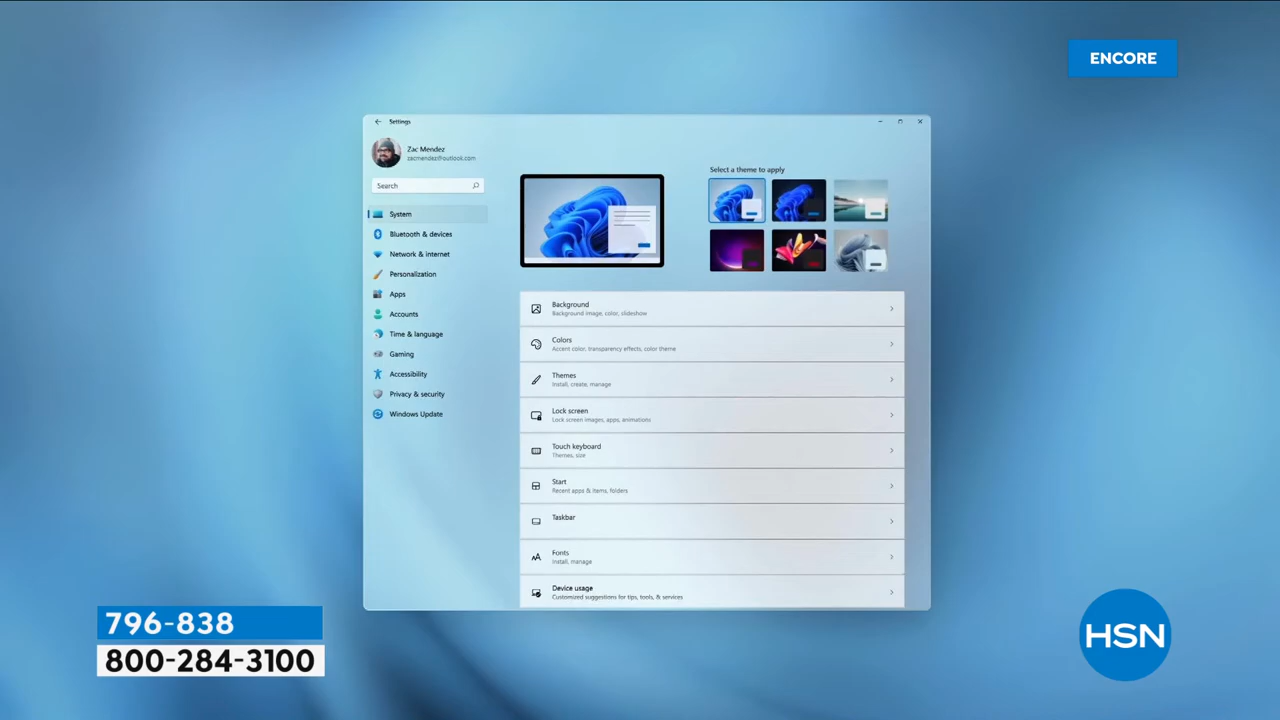 ENCORE
Settings
Zac Mendez
zacmendez@outlook.com
Search
System
Bluetooth & devices
Network & internet
Personalization
Apps
Accounts
Time & language
Gaming
Accessibility
Privacy & security
Windows Update
Select a theme to apply
Background
Background image, color, slideshow
Colors
Accent color, transparency effects, color theme
Themes
Install, create, manage
Lock screen
Lock screen images, apps, animations
Touch keyboard
Themes, size
Start
Recent apps & items, folders
Taskbar
Fonts
Install, manage
Device usage
Customized suggestions for tips, tools, & services
796-838
800-284-3100
HSN